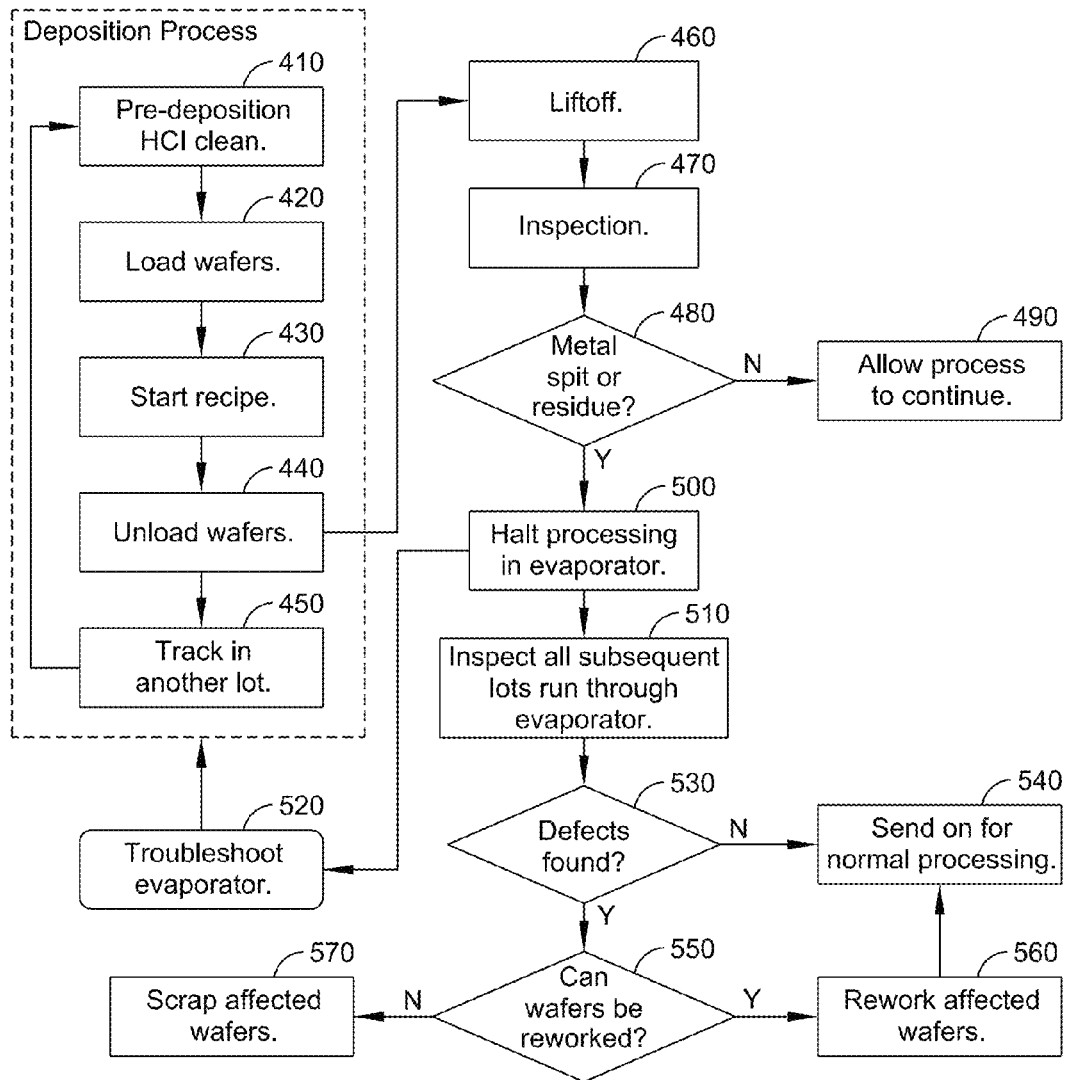 Deposition Process
410
Pre-deposition
HCl clean.
420
Load wafers.
430
Start recipe.
440
Unload wafers.
450
Track in
another lot.
520
Troubleshoot
evaporator.
460
Liftoff.
470
Inspection.
480
Metal
spit or
residue?
N
490
Allow process
to continue.
Y
500
Halt processing
in evaporator.
510
Inspect all subsequent
lots run through
evaporator.
530
Defects
found?
N
540
Send on for
normal processing.
Y
550
Can
wafers be
reworked?
Y
560
Rework affected
wafers.
N
570
Scrap affected
wafers.